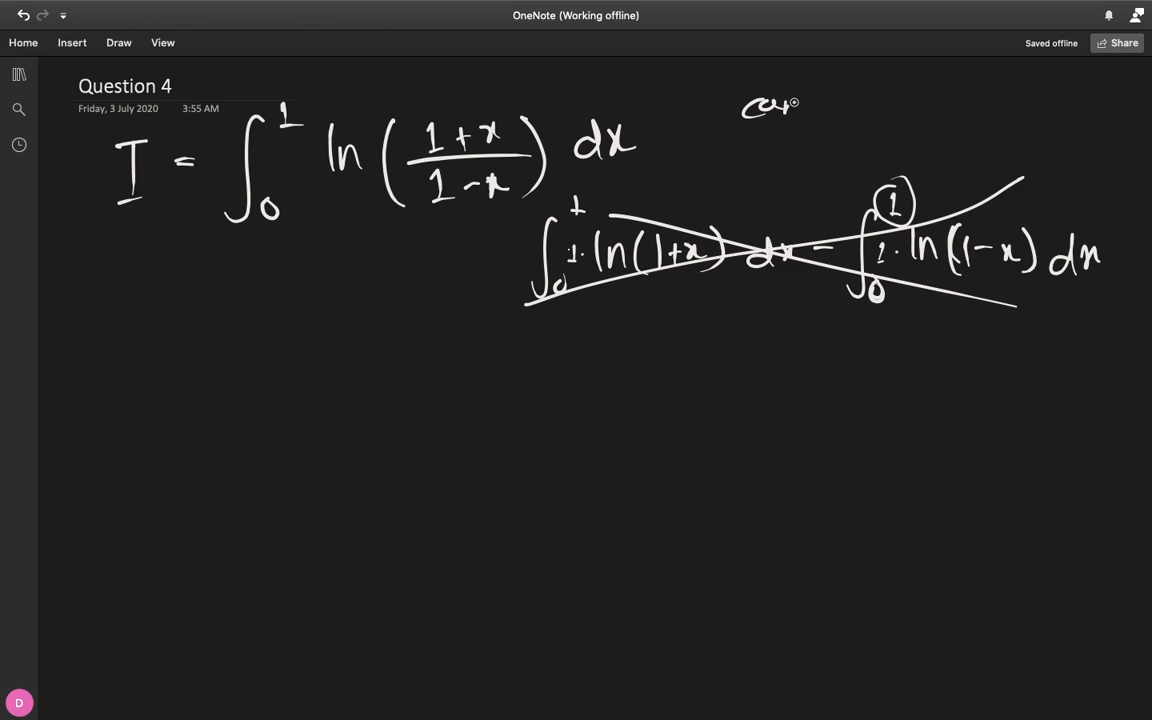 OneNote (Working offline)
Home Insert Draw View
Saved offline Share
Question 4
Friday, 3 July 2020 3:55 AM
I = ∫₀¹ ln((1+x)/(1-x)) dx
∫₀¹ 1·ln(1+x) dx - ∫₀¹ 1·ln(1-x) dx
D